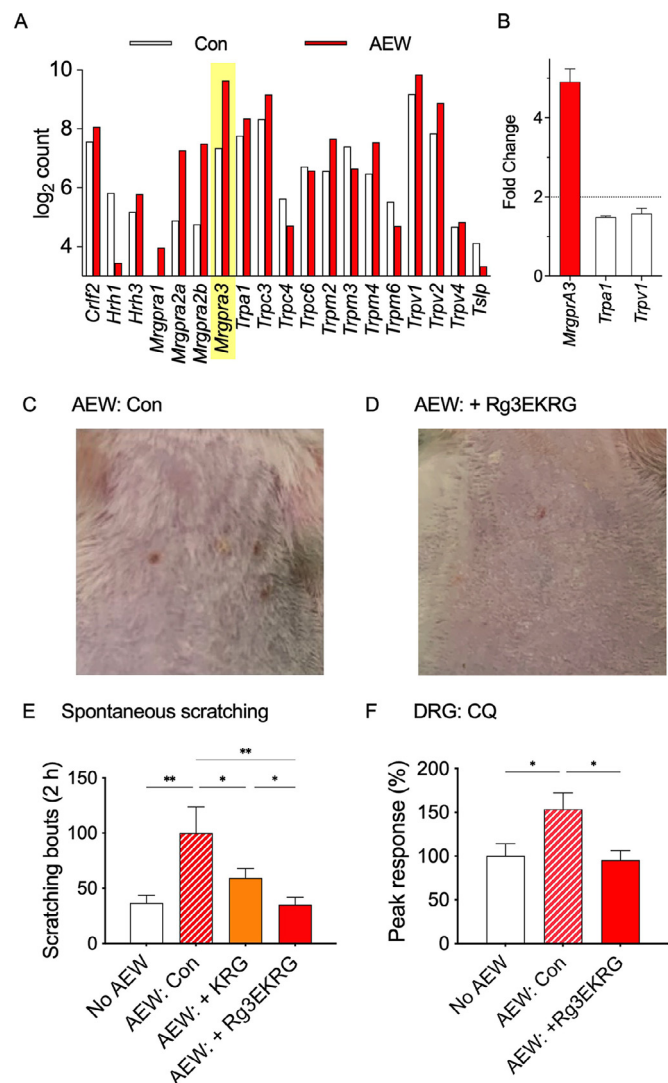 A
Con
AEW
log2 count
10
8
6
4
Crlf2
Hrh1
Hrh3
Mrgpra1
Mrgpra2a
Mrgpra2b
Mrgpra3
Trpa1
Trpc3
Trpc4
Trpc6
Trpm2
Trpm3
Trpm4
Trpm6
Trpv1
Trpv2
Trpv4
Tslp
B
Fold Change
4
2
0
MrgprA3
Trpa1
Trpv1
C AEW: Con
D AEW: + Rg3EKRG
E Spontaneous scratching
Scratching bouts (2 h)
150
100
50
0
**
** * *
No AEW
AEW: Con
AEW: + KRG
AEW: + Rg3EKRG
F DRG: CQ
Peak response (%)
200
150
100
50
0
* *
No AEW
AEW: Con
AEW: +Rg3EKRG